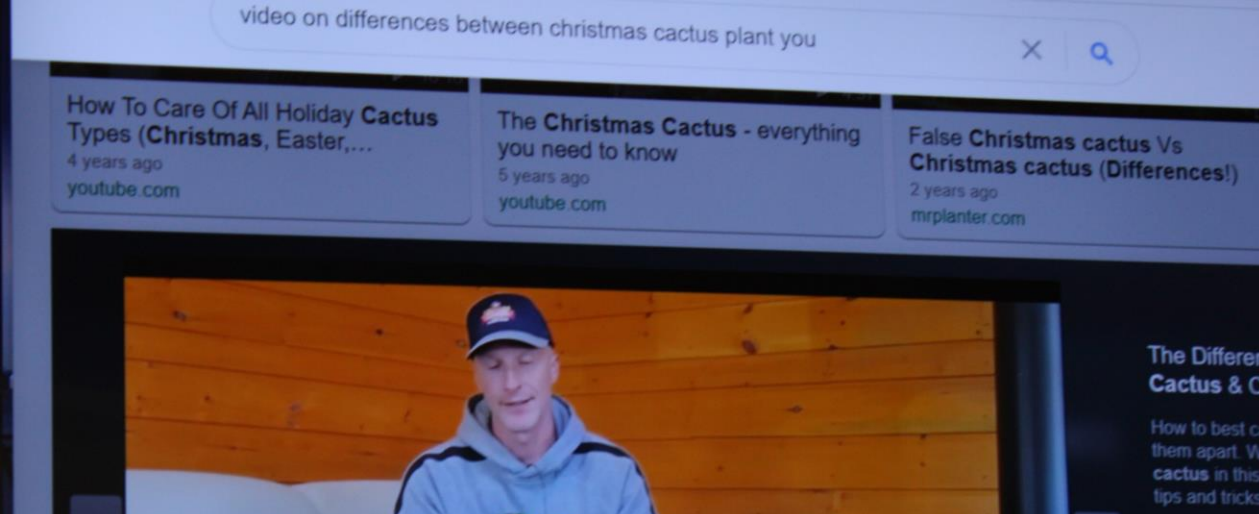 video on differences between christmas cactus plant you
How To Care Of All Holiday Cactus
Types (Christmas, Easter,...
4 years ago
youtube.com
The Christmas Cactus - everything
you need to know
5 years ago
youtube.com
False Christmas cactus Vs
Christmas cactus (Differences!)
2 years ago
mrplanter.com
The Differe
Cactus & C
How to best c
them apart. W
cactus in this
tips and tricks